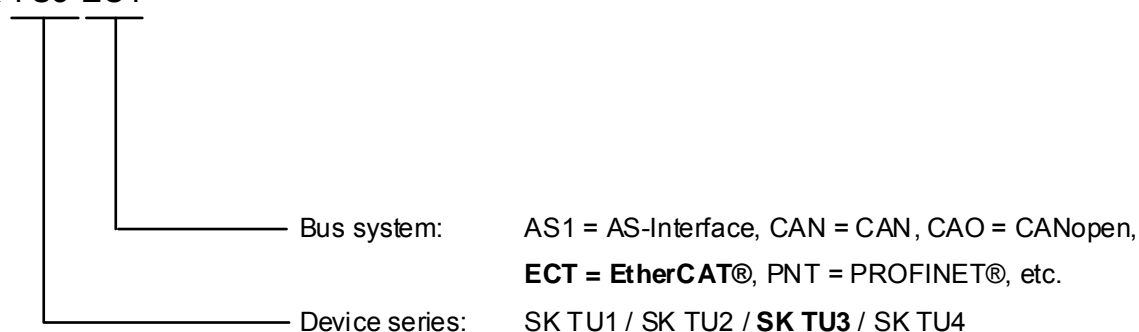 Bus system: AS1 = AS-Interface, CAN = CAN, CAO = CANopen,
ECT = EtherCAT®, PNT = PROFINET®, etc.
Device series: SK TU1 / SK TU2 / SK TU3 / SK TU4